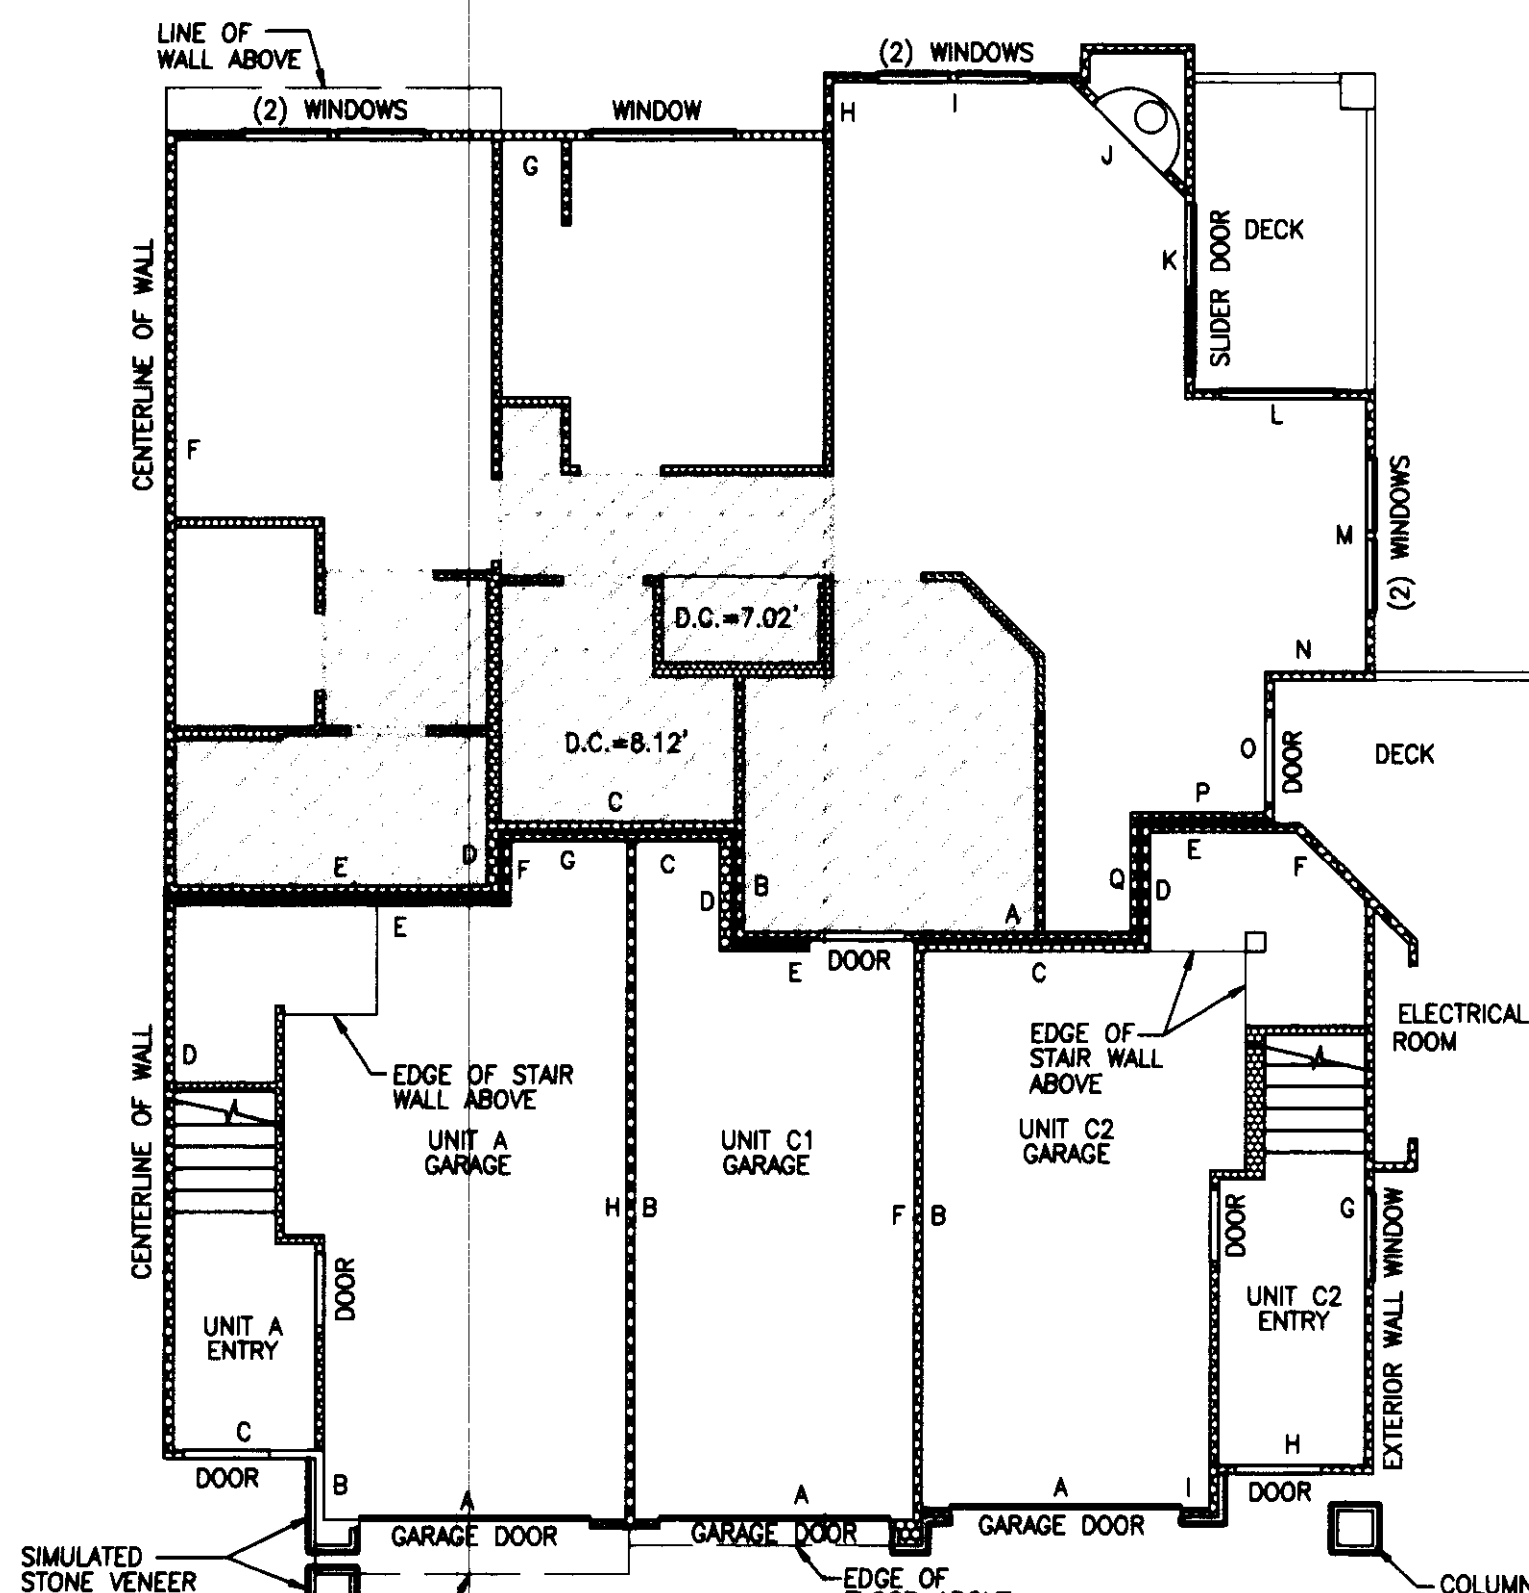 LINE OF
WALL ABOVE
(2) WINDOWS
WINDOW
(2) WINDOWS
H
I
G
J
CENTERLINE OF WALL
K
SLIDER DOOR
DECK
F
L
M
(2) WINDOWS
D.C.=7.02'
N
D.C.=8.12'
O
DOOR
DECK
C
P
E
D
F
G
C
D
B
Q
D
E
F
E
A
E
DOOR
C
ELECTRICAL
ROOM
EDGE OF
STAIR WALL
ABOVE
CENTERLINE OF WALL
D
EDGE OF STAIR
WALL ABOVE
UNIT A
GARAGE
UNIT C1
GARAGE
UNIT C2
GARAGE
H
B
F
B
DOOR
G
EXTERIOR WALL WINDOW
DOOR
UNIT A
ENTRY
UNIT C2
ENTRY
C
DOOR
B
A
GARAGE DOOR
A
GARAGE DOOR
A
GARAGE DOOR
I
H
DOOR
SIMULATED
STONE VENEER
EDGE OF
FLOOR ABOVE
COLUMN